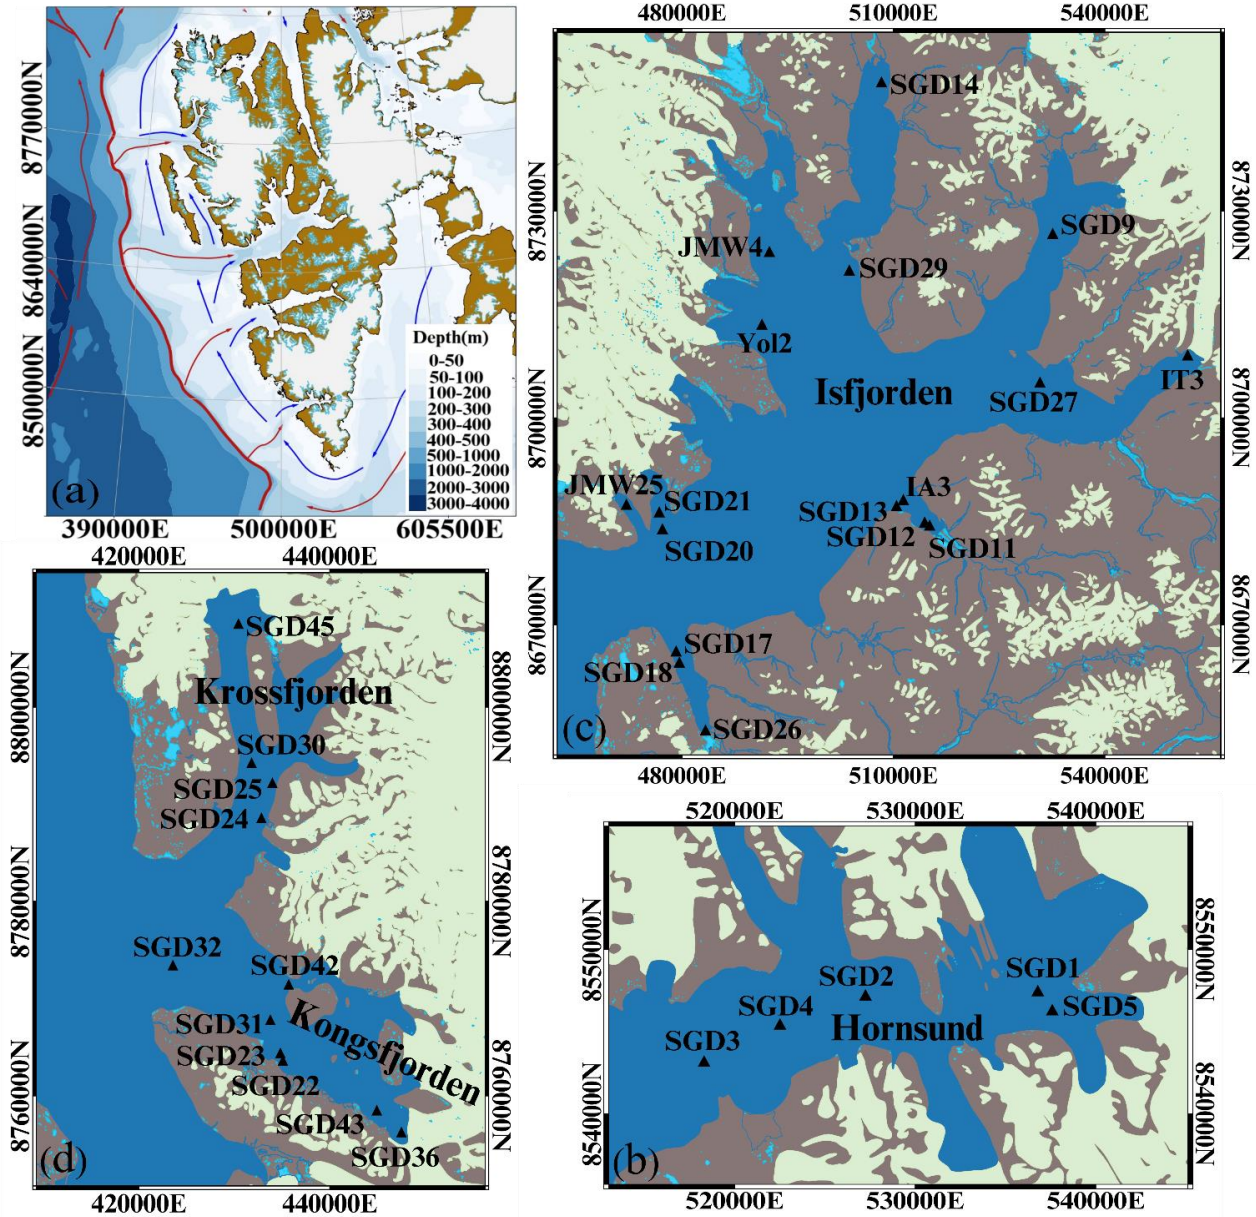 8770000N
8640000N
8500000N
390000E
500000E
605500E
Depth(m)
0-50
50-100
100-200
200-300
300-400
400-500
500-1000
1000-2000
2000-3000
3000-4000
(a)
480000E
510000E
540000E
8730000N
8700000N
8670000N
SGD14
SGD9
JMW4
SGD29
Yol2
IT3
Isfjorden
SGD27
JMW25
SGD21
IA3
SGD13
SGD20
SGD12
SGD11
SGD17
SGD18
SGD26
(c)
8730000N
8700000N
8670000N
480000E
510000E
540000E
420000E
440000E
8800000N
8780000N
8760000N
SGD45
Krossfjorden
SGD30
SGD25
SGD24
SGD32
SGD42
SGD31
Kongsfjorden
SGD23
SGD22
SGD43
SGD36
(d)
8800000N
8780000N
8760000N
420000E
440000E
520000E
530000E
540000E
8550000N
8540000N
SGD1
SGD2
SGD5
SGD4
Hornsund
SGD3
(b)
8550000N
8540000N
520000E
530000E
540000E